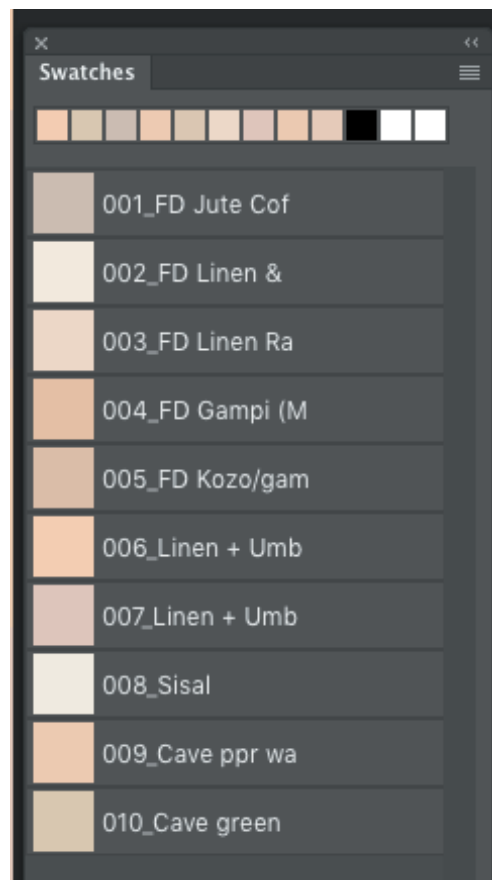 Swatches
001_FD Jute Cof
002_FD Linen &
003_FD Linen Ra
004_FD Gampi (M
005_FD Kozo/gam
006_Linen + Umb
007_Linen + Umb
008_Sisal
009_Cave ppr wa
010_Cave green